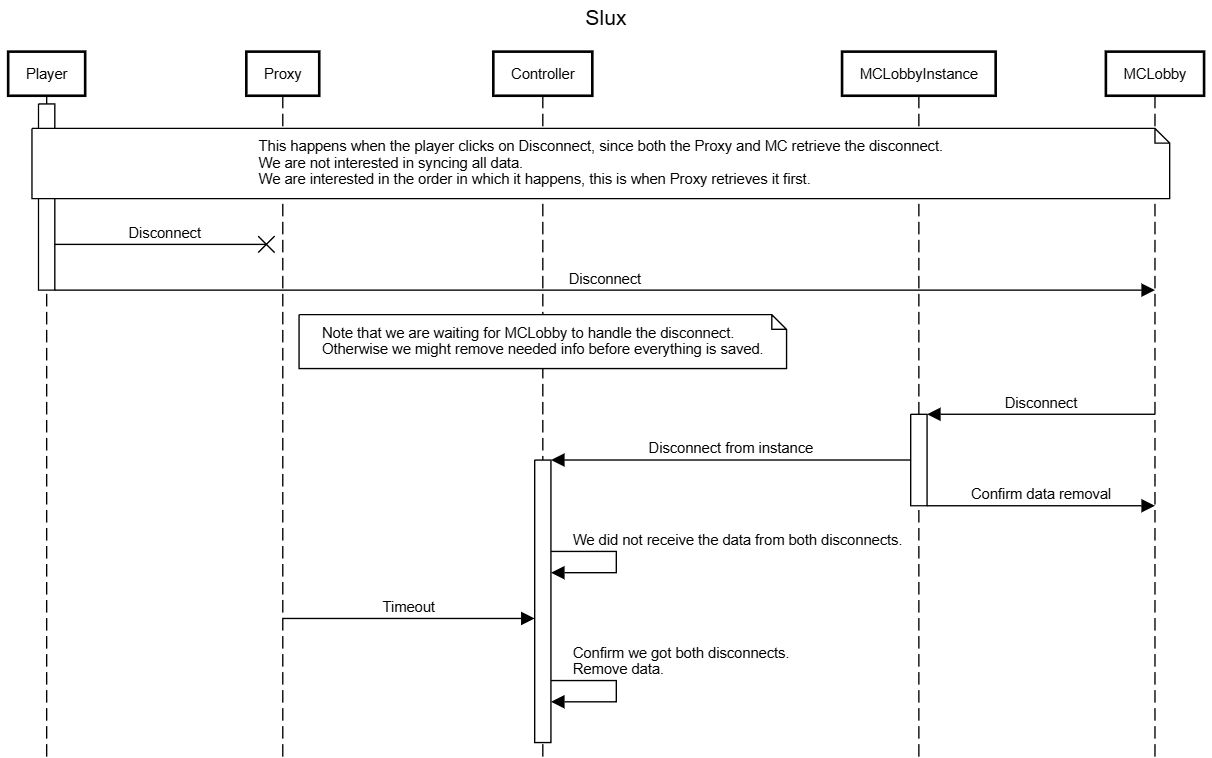 Slux
Player
Proxy
Controller
MCLobbyInstance
MCLobby
This happens when the player clicks on Disconnect, since both the Proxy and MC retrieve the disconnect.
We are not interested in syncing all data.
We are interested in the order in which it happens, this is when Proxy retrieves it first.
Disconnect
Disconnect
Note that we are waiting for MCLobby to handle the disconnect.
Otherwise we might remove needed info before everything is saved.
Disconnect
Disconnect from instance
Confirm data removal
We did not receive the data from both disconnects.
Timeout
Confirm we got both disconnects.
Remove data.